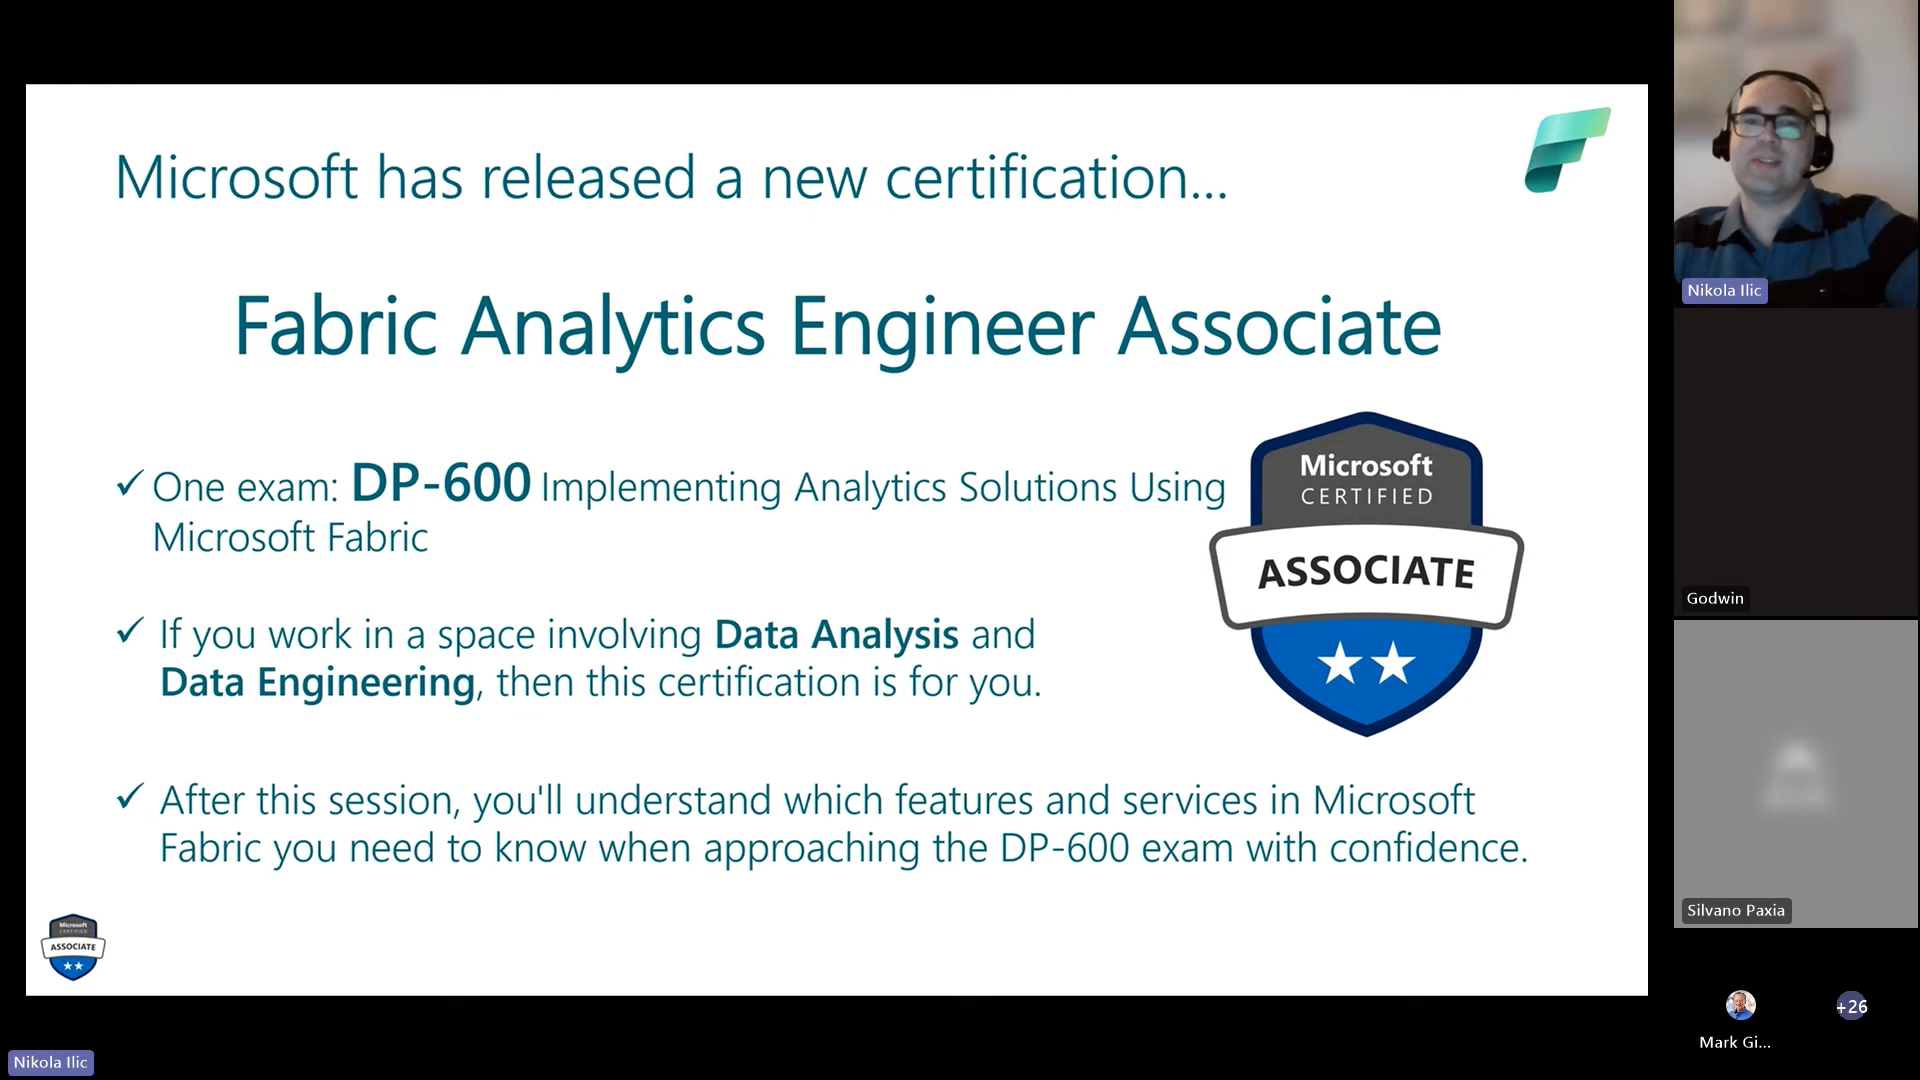 Microsoft has released a new certification...
Fabric Analytics Engineer Associate
✓ One exam: DP-600 Implementing Analytics Solutions Using
Microsoft Fabric
✓ If you work in a space involving Data Analysis and
Data Engineering, then this certification is for you.
✓ After this session, you'll understand which features and services in Microsoft
Fabric you need to know when approaching the DP-600 exam with confidence.
Microsoft
CERTIFIED
ASSOCIATE
Microsoft
CERTIFIED
ASSOCIATE
Nikola Ilic
Nikola Ilic
Godwin
Silvano Paxia
Mark Gi...
+26